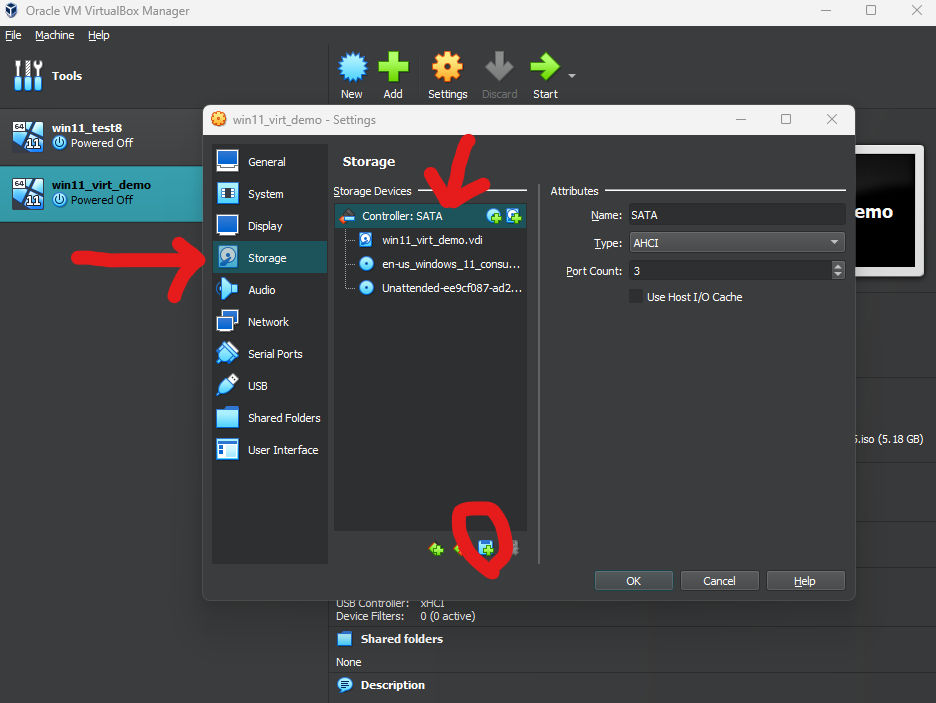 Oracle VM VirtualBox Manager
File Machine Help
Tools
New Add Settings Discard Start
64
11
win11_test8
Powered Off
64
11
win11_virt_demo
Powered Off
win11_virt_demo - Settings
General
System
Display
Storage
Audio
Network
Serial Ports
USB
Shared Folders
User Interface
Storage
Storage Devices
Controller: SATA
win11_virt_demo.vdi
en-us_windows_11_consu...
Unattended-ee9cf087-ad2...
Attributes
Name: SATA
Type: AHCI
Port Count: 3
Use Host I/O Cache
OK Cancel Help
emo
.iso (5.18 GB)
USB Controller: xHCI
Device Filters: 0 (0 active)
Shared folders
None
Description